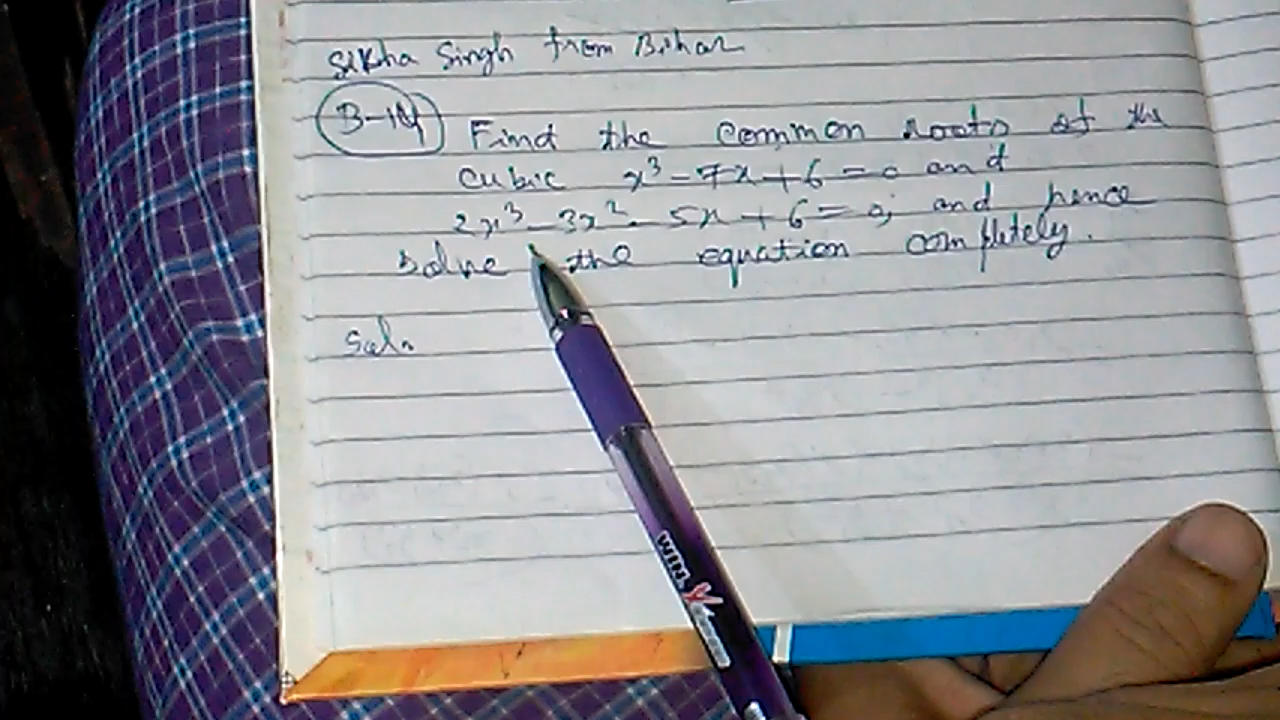 Sikha Singh from Bihar
B-14 Find the common roots of the
cubic x³-7x+6=0 and
2x³-3x²-5x+6=0; and hence
solve the equation completely.
Soln.
WIN